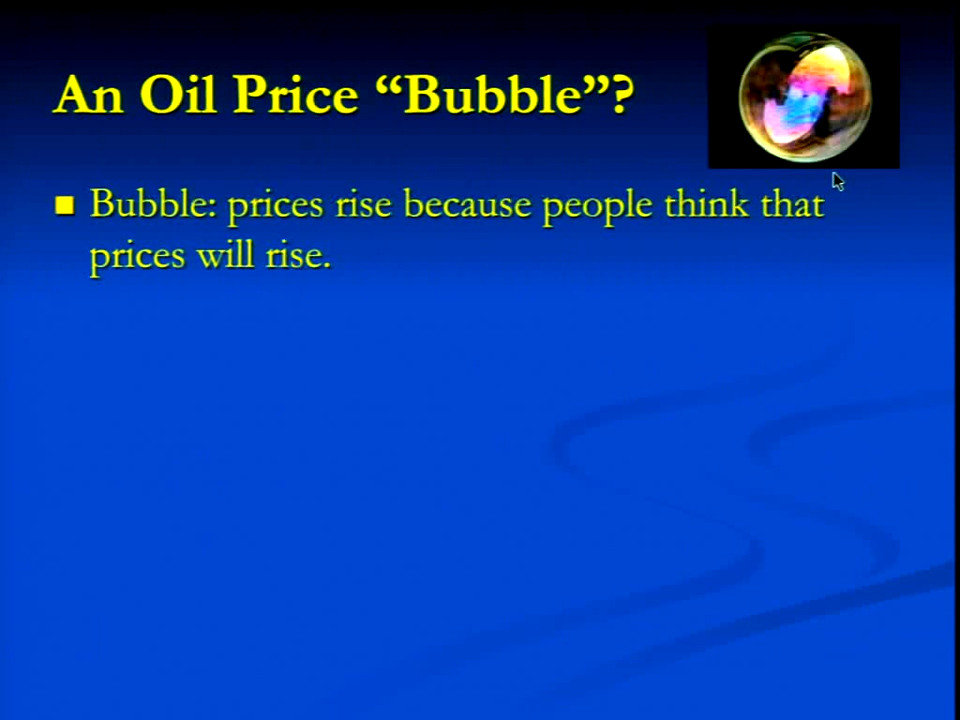 An Oil Price “Bubble”?
Bubble: prices rise because people think that
prices will rise.